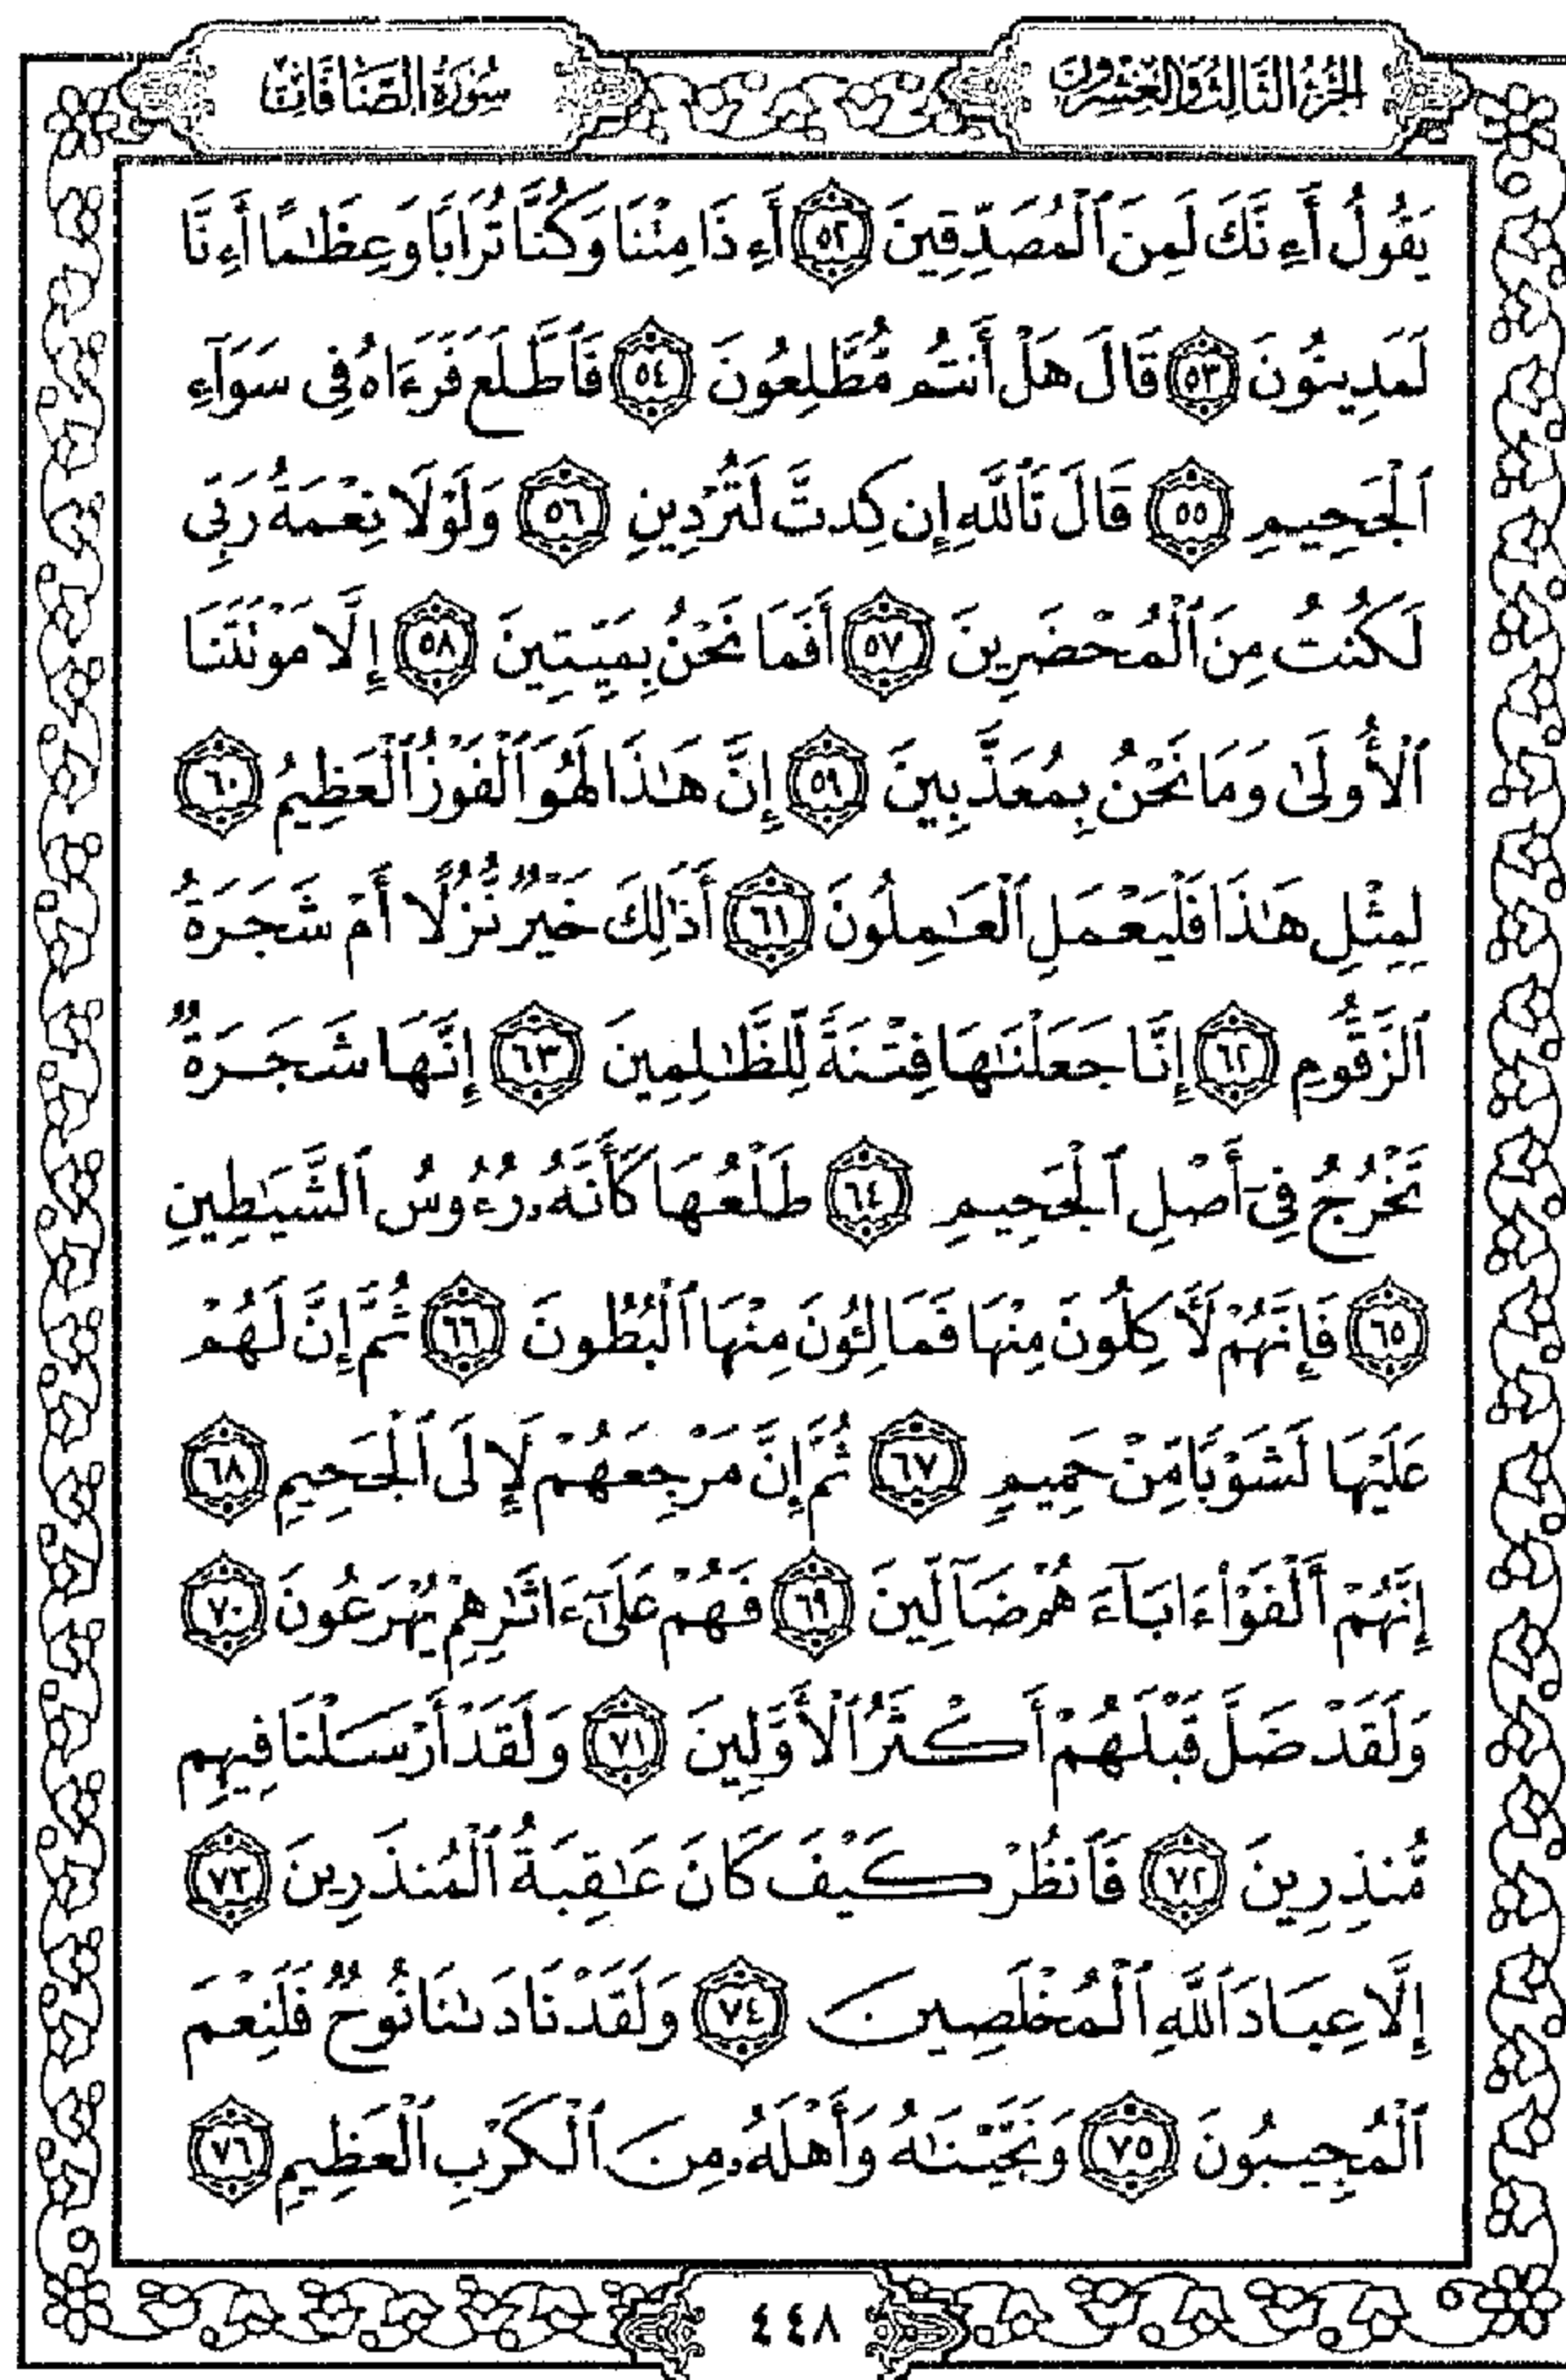 الجزء الثالث والعشرون
سورة الصافات
يَقُولُ أَءِنَّكَ لَمِنَ ٱلْمُصَدِّقِينَ ٥٢ أَءِذَا مِتْنَا وَكُنَّا تُرَابًا وَعِظَٰمًا أَءِنَّا
لَمَدِينُونَ ٥٣ قَالَ هَلْ أَنتُم مُّطَّلِعُونَ ٥٤ فَٱطَّلَعَ فَرَءَاهُ فِى سَوَآءِ
ٱلْجَحِيمِ ٥٥ قَالَ تَٱللَّهِ إِن كِدتَّ لَتُرْدِينِ ٥٦ وَلَوْلَا نِعْمَةُ رَبِّى
لَكُنتُ مِنَ ٱلْمُحْضَرِينَ ٥٧ أَفَمَا نَحْنُ بِمَيِّتِينَ ٥٨ إِلَّا مَوْتَتَنَا
ٱلْأُولَىٰ وَمَا نَحْنُ بِمُعَذَّبِينَ ٥٩ إِنَّ هَٰذَا لَهُوَ ٱلْفَوْزُ ٱلْعَظِيمُ ٦٠
لِمِثْلِ هَٰذَا فَلْيَعْمَلِ ٱلْعَٰمِلُونَ ٦١ أَذَٰلِكَ خَيْرٌ نُّزُلًا أَمْ شَجَرَةُ
ٱلزَّقُّومِ ٦٢ إِنَّا جَعَلْنَٰهَا فِتْنَةً لِّلظَّٰلِمِينَ ٦٣ إِنَّهَا شَجَرَةٌ
تَخْرُجُ فِىٓ أَصْلِ ٱلْجَحِيمِ ٦٤ طَلْعُهَا كَأَنَّهُۥ رُءُوسُ ٱلشَّيَٰطِينِ
٦٥ فَإِنَّهُمْ لَءَاكِلُونَ مِنْهَا فَمَالِـُٔونَ مِنْهَا ٱلْبُطُونَ ٦٦ ثُمَّ إِنَّ لَهُمْ
عَلَيْهَا لَشَوْبًا مِّنْ حَمِيمٍ ٦٧ ثُمَّ إِنَّ مَرْجِعَهُمْ لَإِلَى ٱلْجَحِيمِ ٦٨
إِنَّهُمْ أَلْفَوْا۟ ءَابَآءَهُمْ ضَآلِّينَ ٦٩ فَهُمْ عَلَىٰٓ ءَاثَٰرِهِمْ يُهْرَعُونَ ٧٠
وَلَقَدْ ضَلَّ قَبْلَهُمْ أَكْثَرُ ٱلْأَوَّلِينَ ٧١ وَلَقَدْ أَرْسَلْنَا فِيهِم
مُّنذِرِينَ ٧٢ فَٱنظُرْ كَيْفَ كَانَ عَٰقِبَةُ ٱلْمُنذَرِينَ ٧٣
إِلَّا عِبَادَ ٱللَّهِ ٱلْمُخْلَصِينَ ٧٤ وَلَقَدْ نَادَىٰنَا نُوحٌ فَلَنِعْمَ
ٱلْمُجِيبُونَ ٧٥ وَنَجَّيْنَٰهُ وَأَهْلَهُۥ مِنَ ٱلْكَرْبِ ٱلْعَظِيمِ ٧٦
٤٤٨